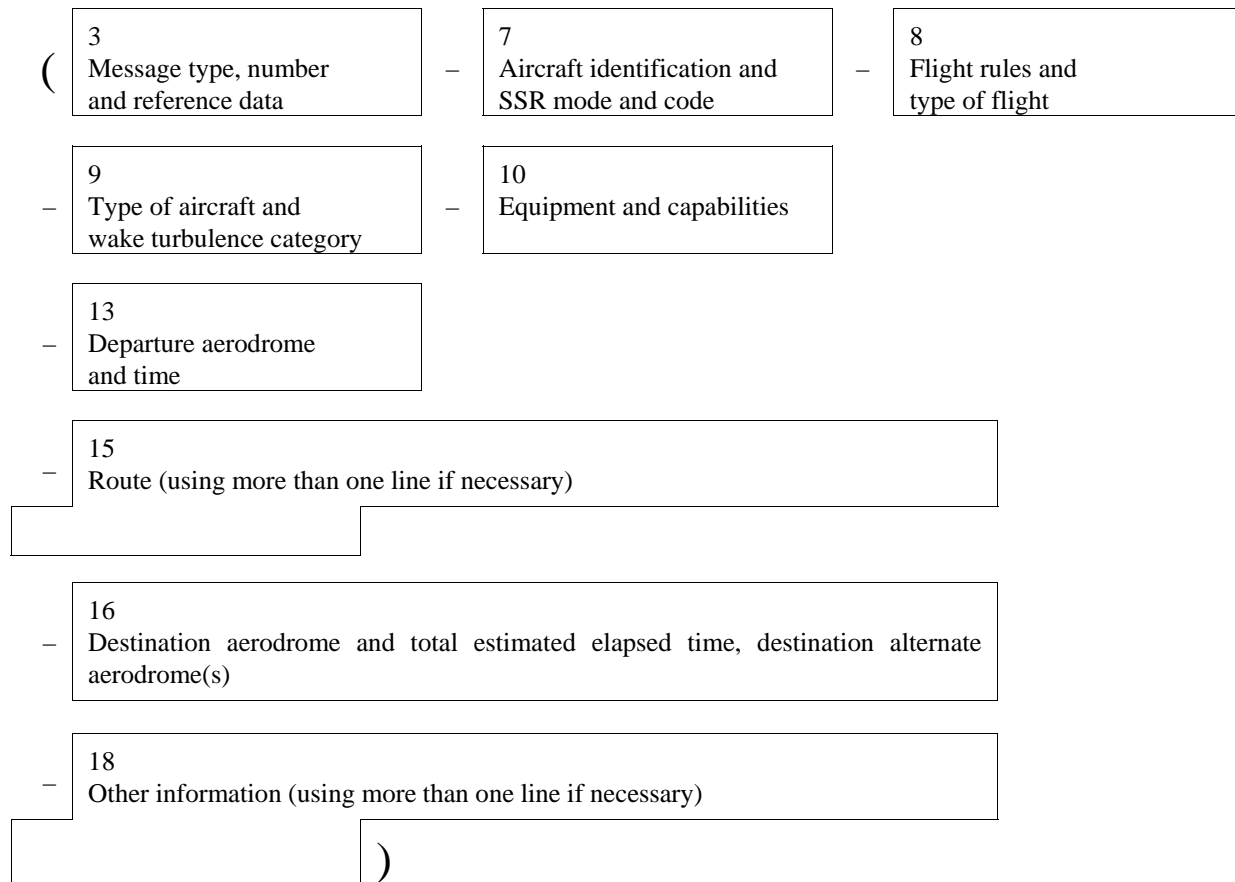 ( 3 7 8
Message type, number – Aircraft identification and – Flight rules and
and reference data SSR mode and code type of flight
9 10
– Type of aircraft and – Equipment and capabilities
wake turbulence category
13
– Departure aerodrome
and time
15
– Route (using more than one line if necessary)
16
– Destination aerodrome and total estimated elapsed time, destination alternate
aerodrome(s)
18
– Other information (using more than one line if necessary)
)